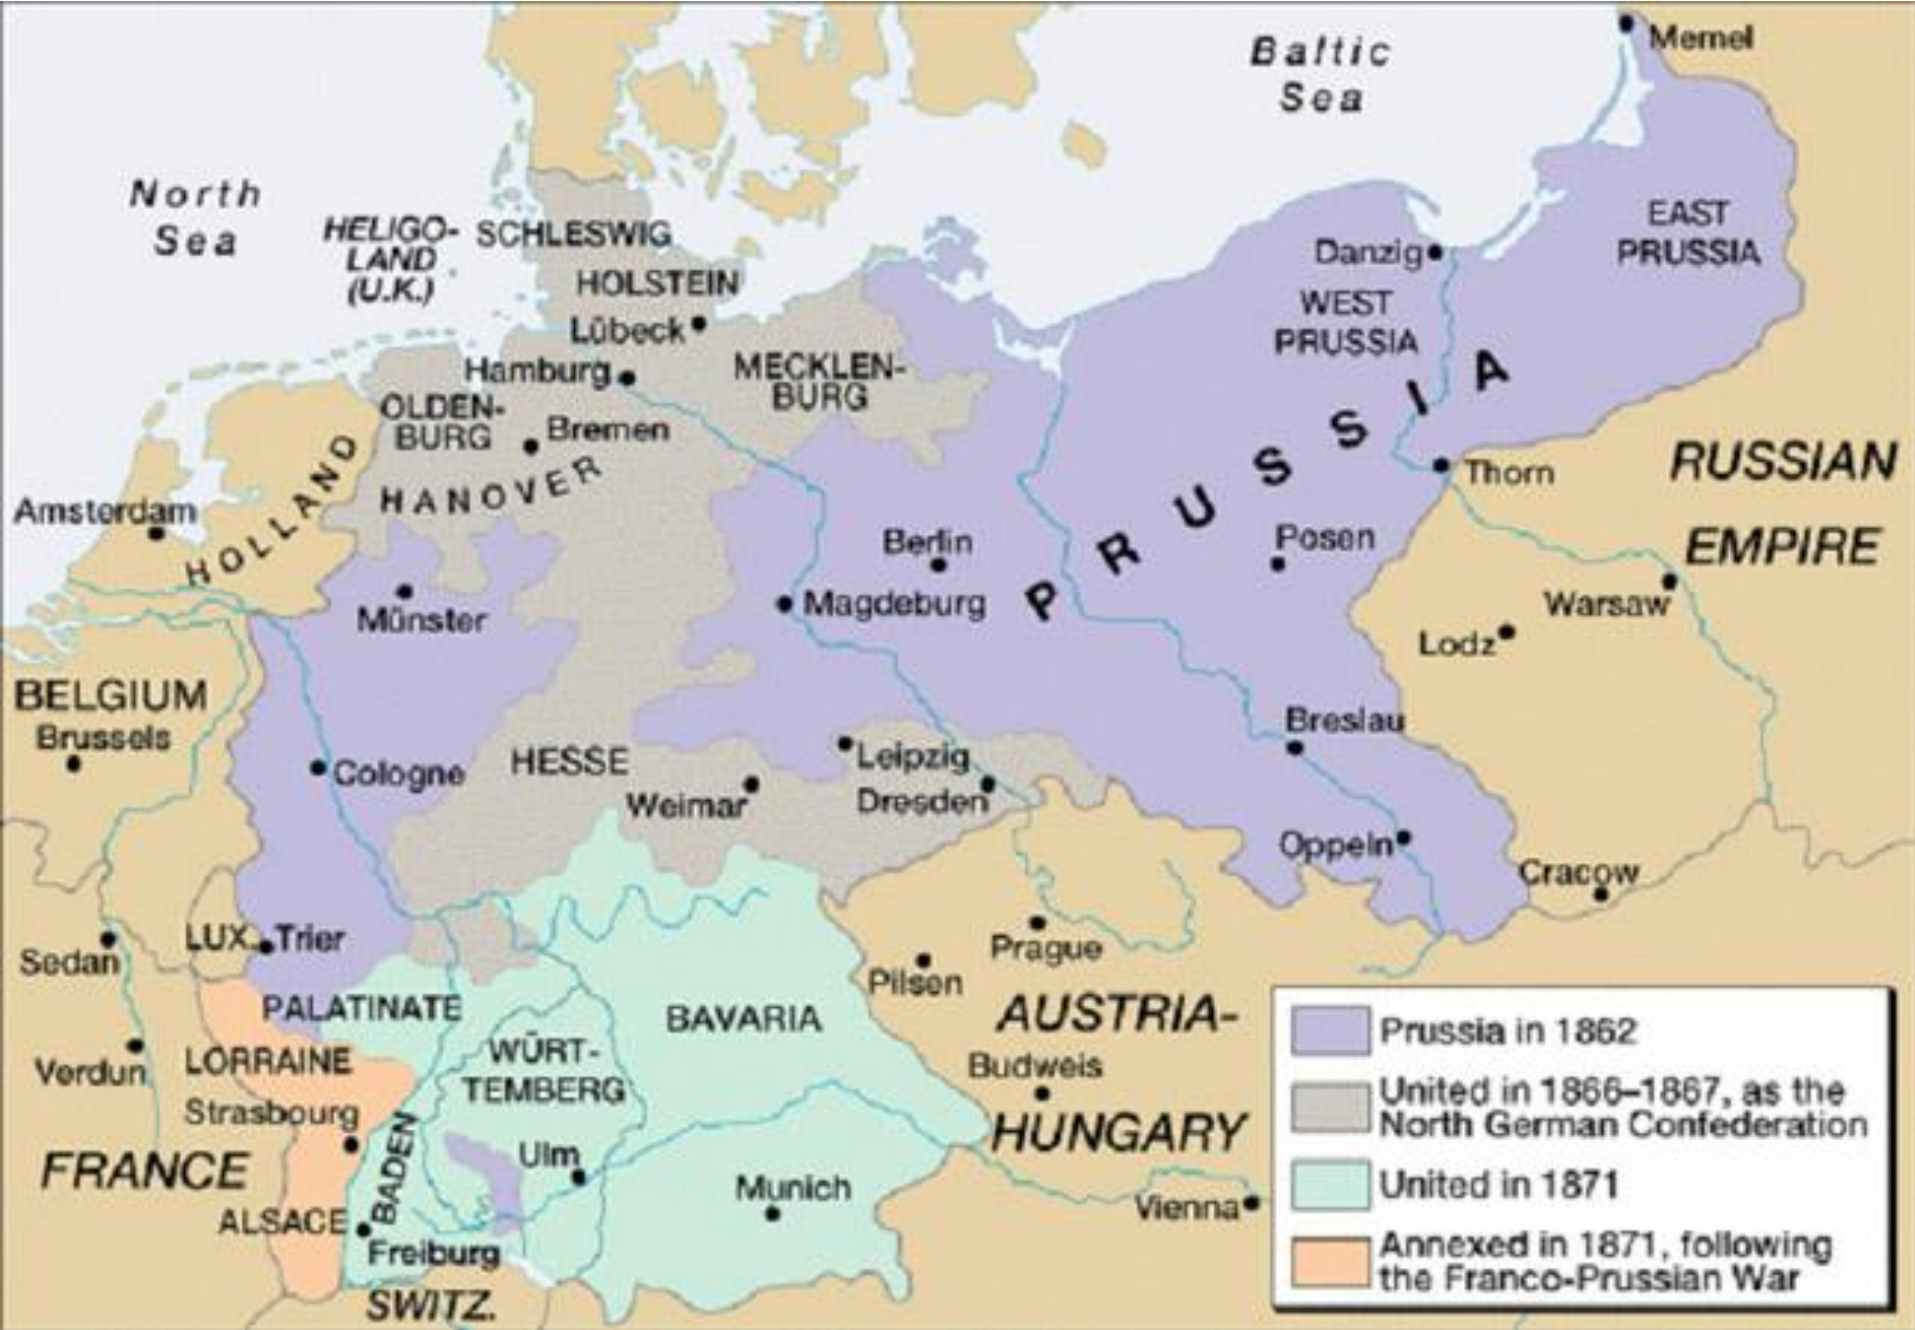 Baltic
Sea
Memel
North
Sea
HELIGO-
LAND
(U.K.)
SCHLESWIG
HOLSTEIN
Lübeck
Hamburg
MECKLEN-
BURG
OLDEN-
BURG
Bremen
HANOVER
HOLLAND
Amsterdam
Danzig
WEST
PRUSSIA
EAST
PRUSSIA
PRUSSIA
Thorn
RUSSIAN
EMPIRE
Berlin
Posen
Magdeburg
Münster
Warsaw
Lodz
BELGIUM
Brussels
Cologne
HESSE
Weimar
Leipzig
Dresden
Breslau
Oppeln
Cracow
LUX.
Trier
Sedan
Prague
Pilsen
PALATINATE
BAVARIA
AUSTRIA-
HUNGARY
Budweis
Verdun
LORRAINE
WÜRT-
TEMBERG
Strasbourg
BADEN
Ulm
FRANCE
ALSACE
Freiburg
Munich
Vienna
SWITZ.
Prussia in 1862
United in 1866–1867, as the
North German Confederation
United in 1871
Annexed in 1871, following
the Franco-Prussian War